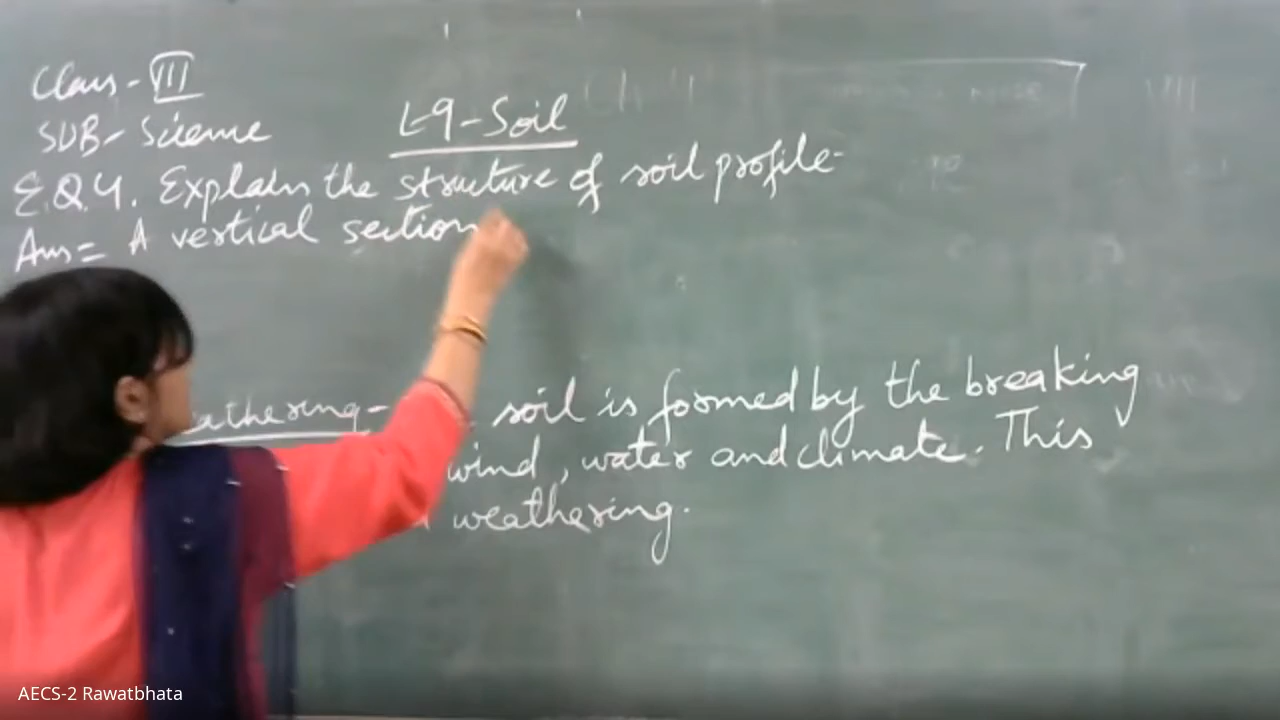 Class - VII
SUB - Science
L-9 - Soil
E.Q.4. Explain the structure of soil profile-
Ans = A vertical section
weathering - soil is formed by the breaking
wind, water and climate. This
weathering.
AECS-2 Rawatbhata